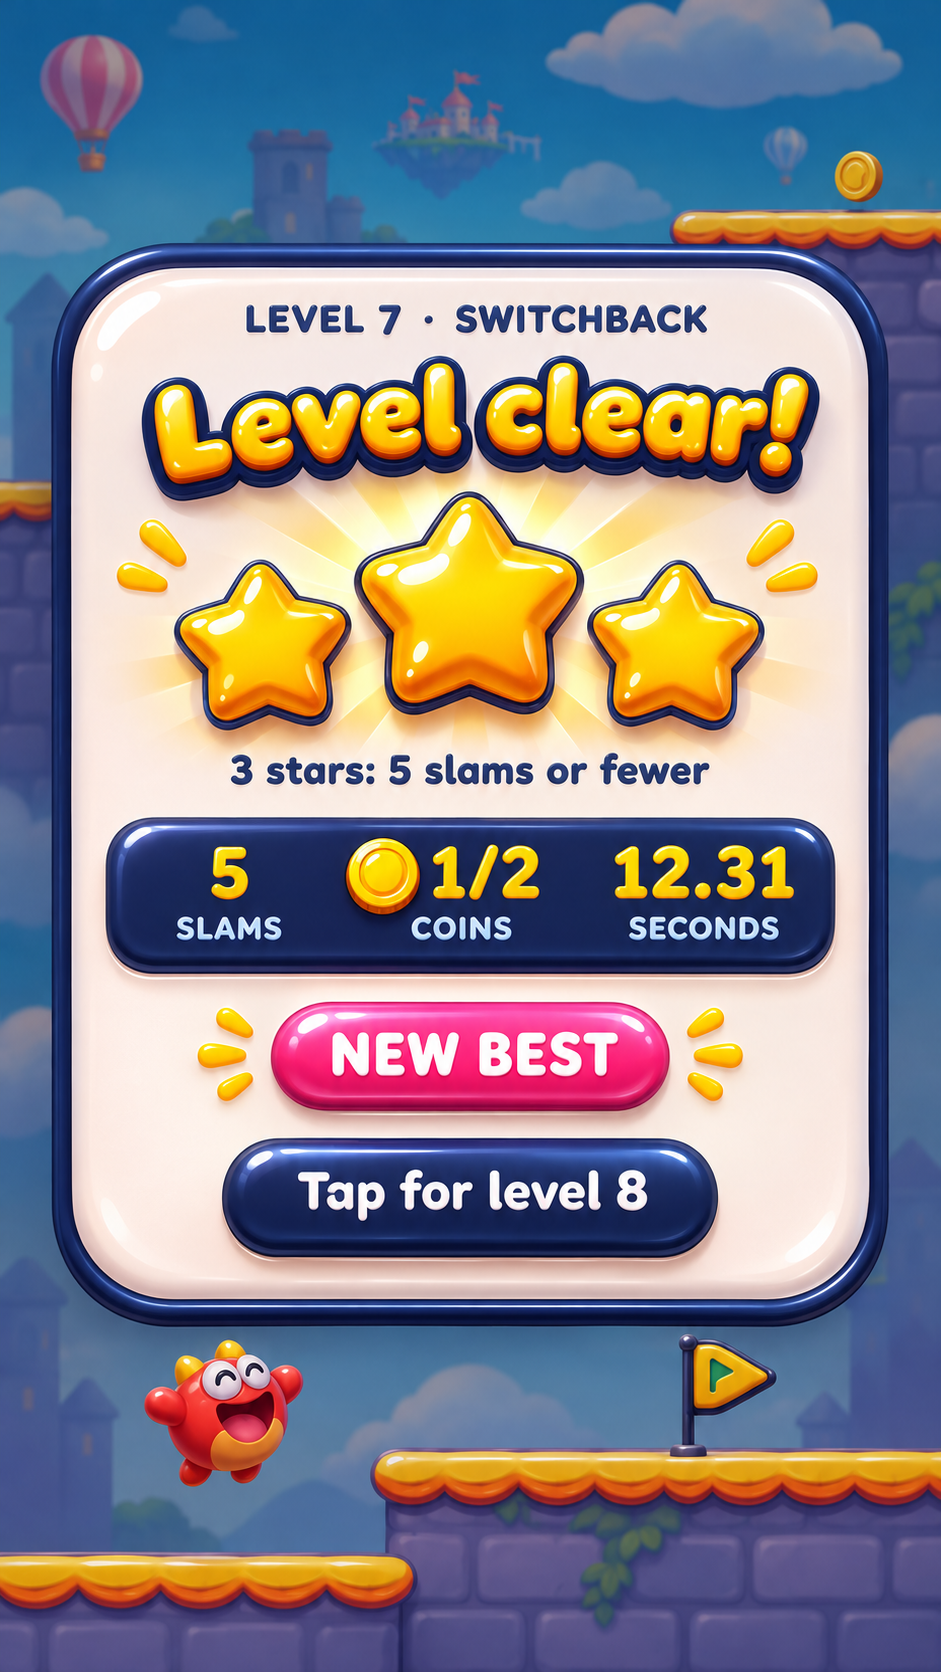 LEVEL 7 · SWITCHBACK
Level clear!
3 stars: 5 slams or fewer
5 1/2 12.31
SLAMS COINS SECONDS
NEW BEST
Tap for level 8